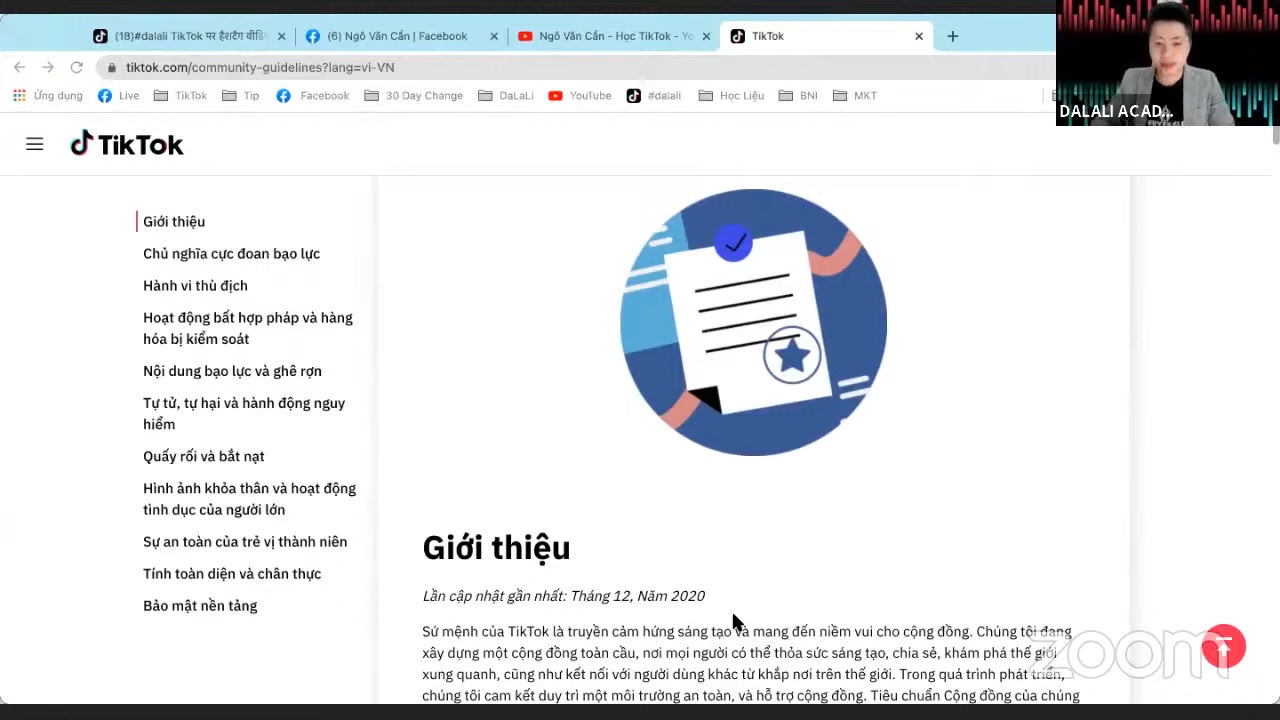 (18)#dalali TikTok पर हैशटैग वीडि
(6) Ngô Văn Cần | Facebook
Ngô Văn Cần - Học TikTok - Yo
TikTok
tiktok.com/community-guidelines?lang=vi-VN
Ứng dụng Live TikTok Tip Facebook 30 Day Change DaLaLi YouTube #dalali Học Liệu BNI MKT
DALALI ACAD...
TikTok
Giới thiệu
Chủ nghĩa cực đoan bạo lực
Hành vi thù địch
Hoạt động bất hợp pháp và hàng
hóa bị kiểm soát
Nội dung bạo lực và ghê rợn
Tự tử, tự hại và hành động nguy
hiểm
Quấy rối và bắt nạt
Hình ảnh khỏa thân và hoạt động
tình dục của người lớn
Sự an toàn của trẻ vị thành niên
Tính toàn diện và chân thực
Bảo mật nền tảng
Giới thiệu
Lần cập nhật gần nhất: Tháng 12, Năm 2020
Sứ mệnh của TikTok là truyền cảm hứng sáng tạo và mang đến niềm vui cho cộng đồng. Chúng tôi đang
xây dựng một cộng đồng toàn cầu, nơi mọi người có thể thỏa sức sáng tạo, chia sẻ, khám phá thế giới
xung quanh, cũng như kết nối với người dùng khác từ khắp nơi trên thế giới. Trong quá trình phát triển,
chúng tôi cam kết duy trì một môi trường an toàn, và hỗ trợ cộng đồng. Tiêu chuẩn Cộng đồng của chúng
zoom